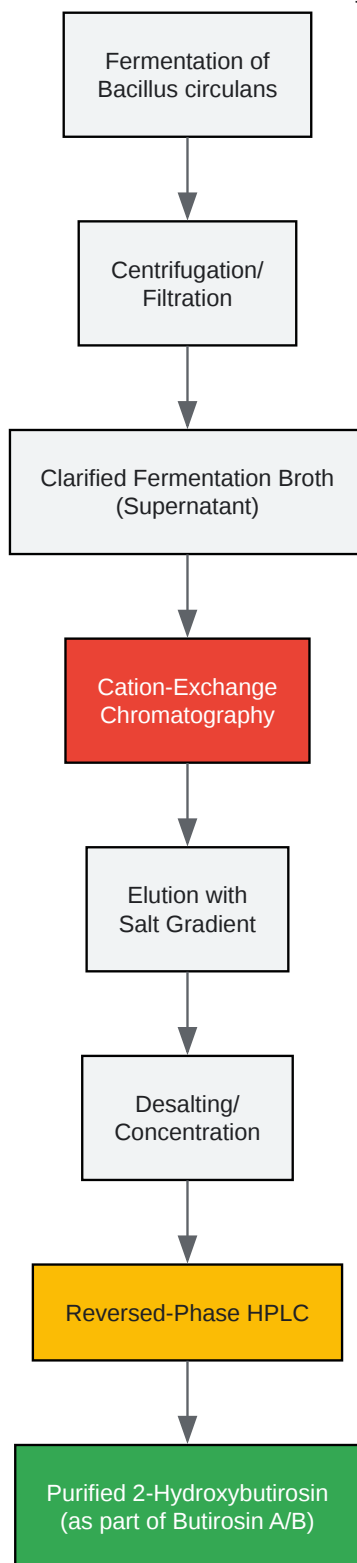 Fermentation of
Bacillus circulans
Centrifugation/
Filtration
Clarified Fermentation Broth
(Supernatant)
Cation-Exchange
Chromatography
Elution with
Salt Gradient
Desalting/
Concentration
Reversed-Phase HPLC
Purified 2-Hydroxybutirosin
(as part of Butirosin A/B)